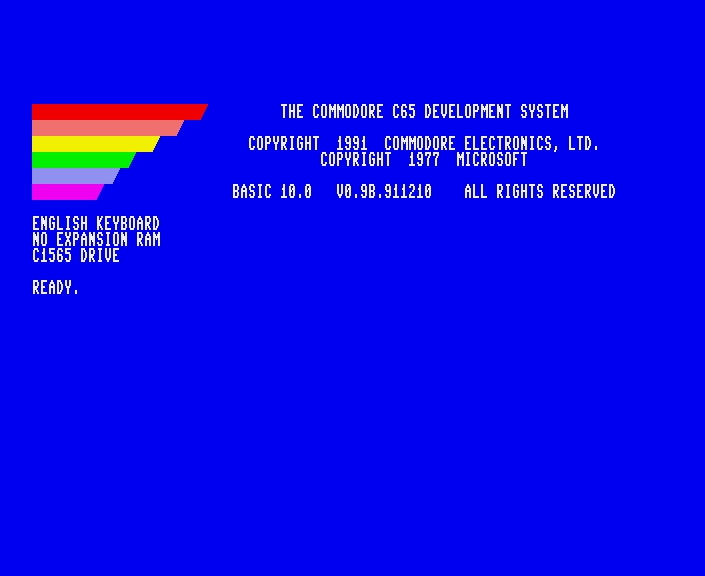 THE COMMODORE C65 DEVELOPMENT SYSTEM
COPYRIGHT  1991  COMMODORE ELECTRONICS, LTD.
COPYRIGHT  1977  MICROSOFT
BASIC 10.0   V0.9B.911210    ALL RIGHTS RESERVED
ENGLISH KEYBOARD
NO EXPANSION RAM
C1565 DRIVE
READY.